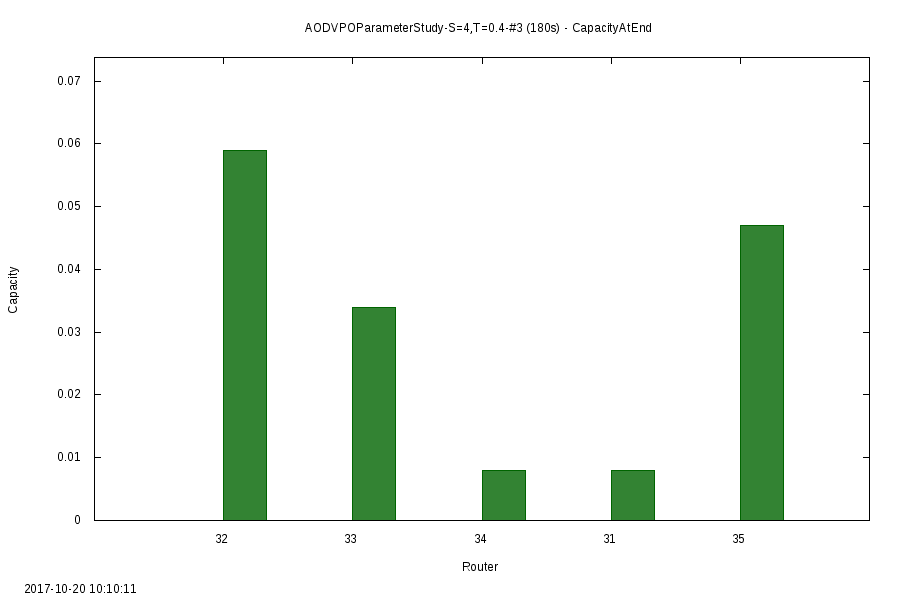 AODVPOParameterStudy-S=4,T=0.4-#3 (180s) - CapacityAtEnd
0.07
0.06
0.05
0.04
0.03
0.02
0.01
0
Capacity
32 33 34 31 35
Router
2017-10-20 10:10:11